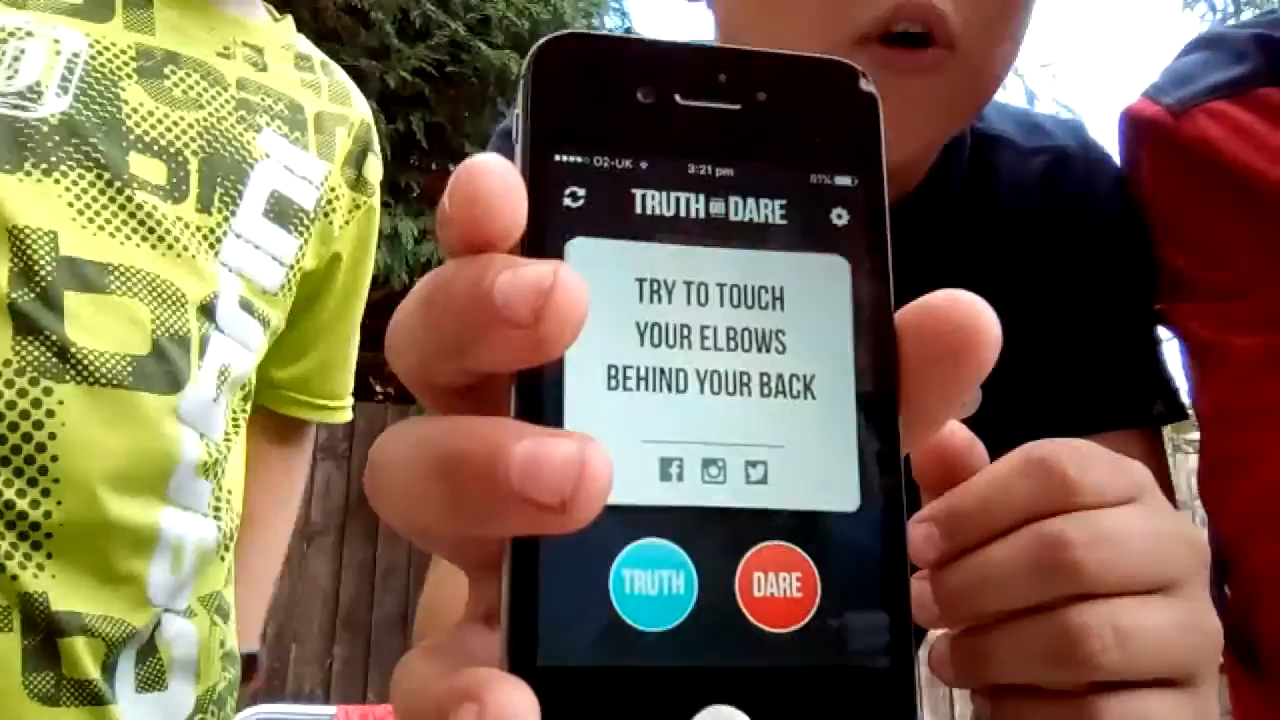 O2-UK 3:21 pm 81%
TRUTH OR DARE
TRY TO TOUCH
YOUR ELBOWS
BEHIND YOUR BACK
TRUTH DARE